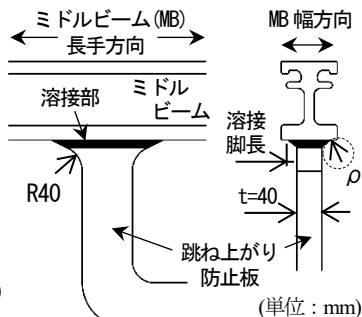 ミドルビーム(MB)
長手方向
MB 幅方向
ミドル
ビーム
溶接部
溶接
脚長
R40
t=40
ρ
跳ね上がり
防止板
(単位：mm)
)